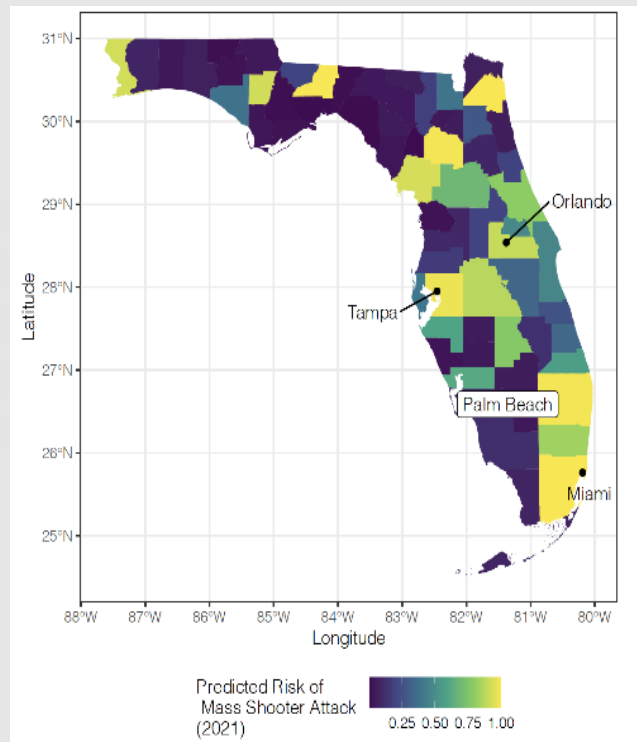 31°N
30°N
29°N
Orlando
28°N
Tampa
27°N
Palm Beach
26°N
Miami
25°N
Latitude
88°W 87°W 86°W 85°W 84°W 83°W 82°W 81°W 80°W
Longitude
Predicted Risk of
Mass Shooter Attack
(2021)
0.25 0.50 0.75 1.00